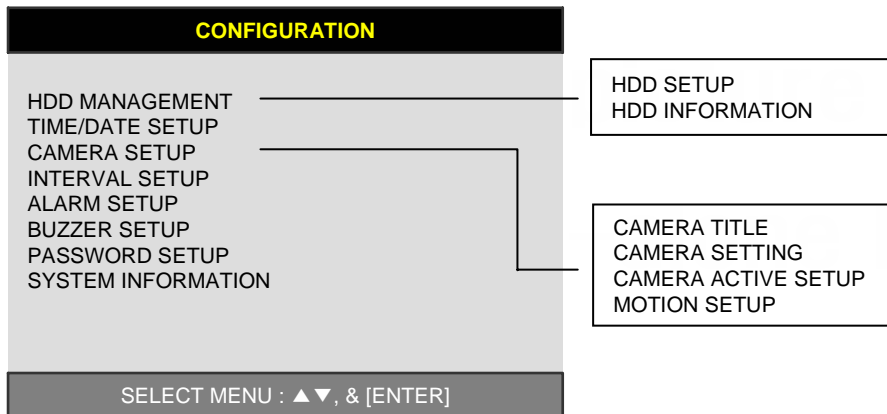 CONFIGURATION
HDD MANAGEMENT
TIME/DATE SETUP
CAMERA SETUP
INTERVAL SETUP
ALARM SETUP
BUZZER SETUP
PASSWORD SETUP
SYSTEM INFORMATION
SELECT MENU : ▲▼, & [ENTER]
HDD SETUP
HDD INFORMATION
CAMERA TITLE
CAMERA SETTING
CAMERA ACTIVE SETUP
MOTION SETUP